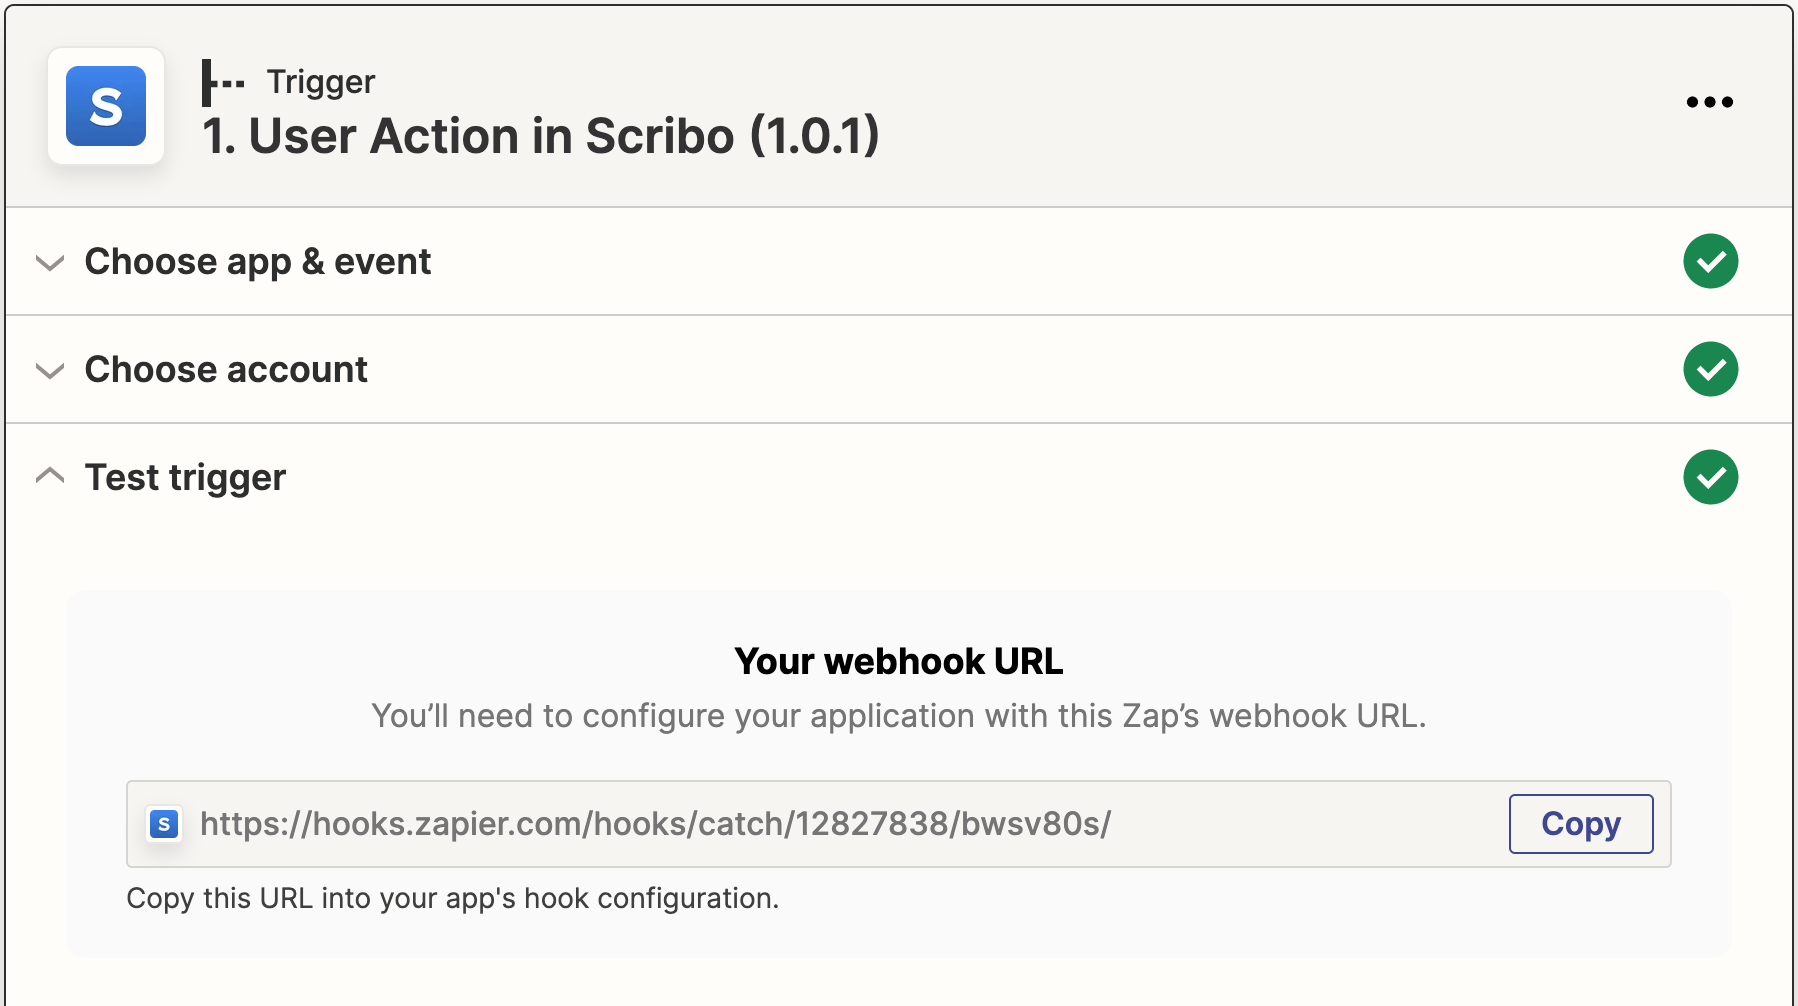 S
Trigger
1. User Action in Scribo (1.0.1)
Choose app & event
Choose account
Test trigger
Your webhook URL
You’ll need to configure your application with this Zap’s webhook URL.
S https://hooks.zapier.com/hooks/catch/12827838/bwsv80s/ Copy
Copy this URL into your app's hook configuration.